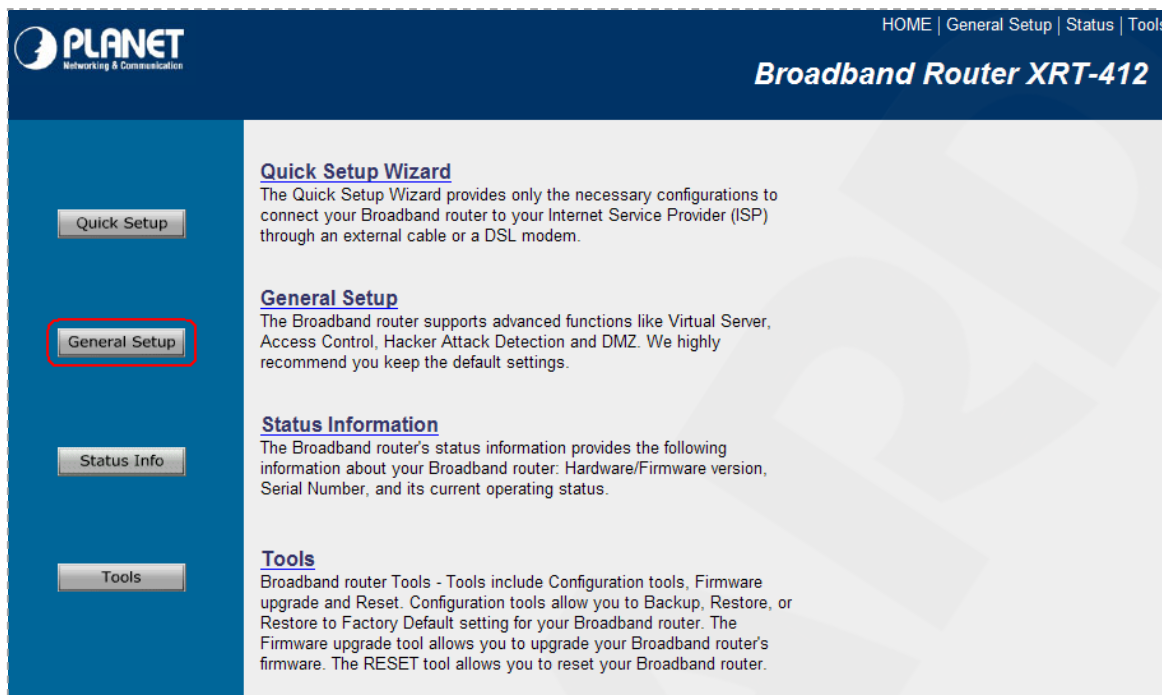 PLANET
Networking & Communication
HOME | General Setup | Status | Tools
Broadband Router XRT-412
Quick Setup
Quick Setup Wizard
The Quick Setup Wizard provides only the necessary configurations to
connect your Broadband router to your Internet Service Provider (ISP)
through an external cable or a DSL modem.
General Setup
General Setup
The Broadband router supports advanced functions like Virtual Server,
Access Control, Hacker Attack Detection and DMZ. We highly
recommend you keep the default settings.
Status Info
Status Information
The Broadband router's status information provides the following
information about your Broadband router: Hardware/Firmware version,
Serial Number, and its current operating status.
Tools
Tools
Broadband router Tools - Tools include Configuration tools, Firmware
upgrade and Reset. Configuration tools allow you to Backup, Restore, or
Restore to Factory Default setting for your Broadband router. The
Firmware upgrade tool allows you to upgrade your Broadband router's
firmware. The RESET tool allows you to reset your Broadband router.